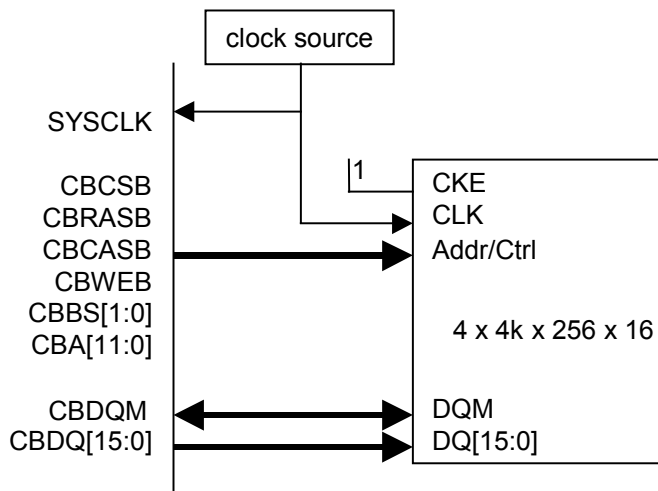 clock source
SYSCLK
1
CBCSB
CKE
CBRASB
CLK
CBCASB
Addr/Ctrl
CBWEB
CBBS[1:0]
CBA[11:0]
4 x 4k x 256 x 16
CBDQM
DQM
CBDQ[15:0]
DQ[15:0]